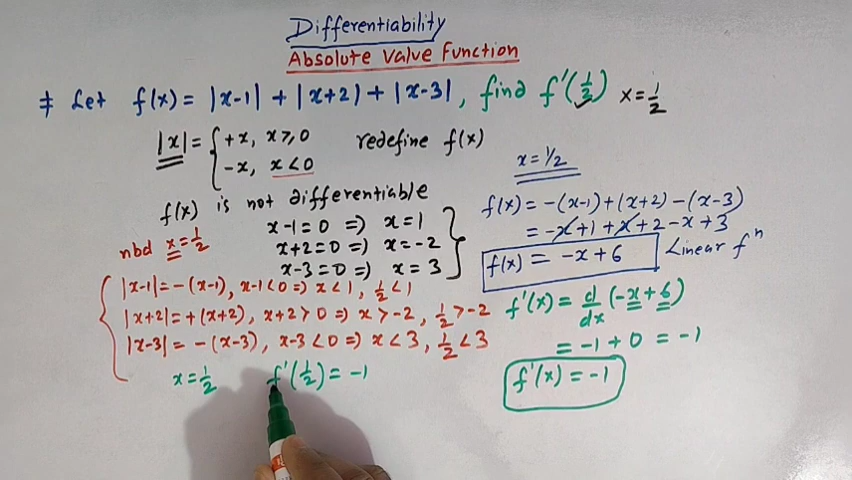 Differentiability
Absolute Value Function
⇒ Let f(x) = |x-1| + |x+2| + |x-3|, find f'(1/2) x=1/2
|x| = { +x, x≥0
-x, x<0
redefine f(x)
f(x) is not differentiable
x-1=0 => x=1
x+2=0 => x=-2
x-3=0 => x=3
nbd x=1/2
|x-1| = -(x-1), x-1<0 => x<1, 1/2<1
|x+2| = +(x+2), x+2>0 => x>-2, 1/2>-2
|x-3| = -(x-3), x-3<0 => x<3, 1/2<3
x=1/2 f'(1/2) = -1
x=1/2
f(x) = -(x-1)+(x+2)-(x-3)
= -x+1+x+2-x+3
f(x) = -x+6 Linear fⁿ
f'(x) = d/dx (-x+6)
= -1+0 = -1
f'(x) = -1